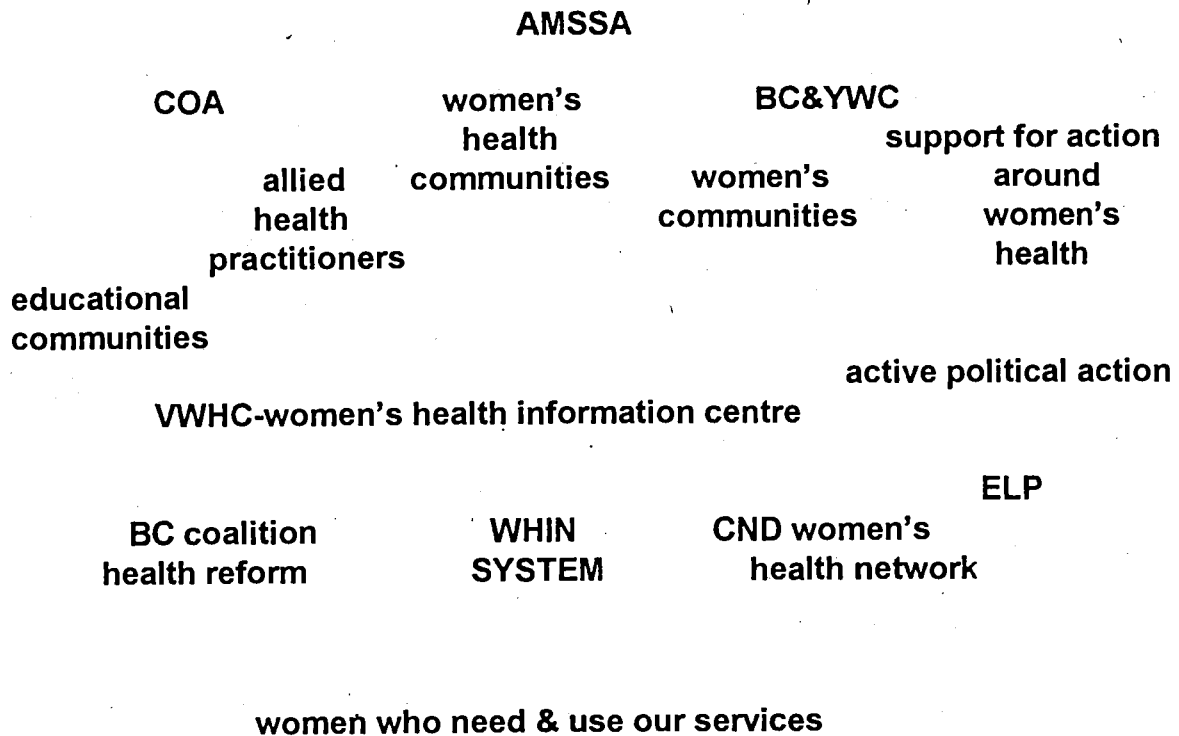 AMSSA
COA
women's
health
communities
BC&YWC
support for action
around
women's
health
allied
health
practitioners
women's
communities
educational
communities
active political action
VWHC-women's health information centre
ELP
BC coalition
health reform
WHIN
SYSTEM
CND women's
health network
women who need & use our services